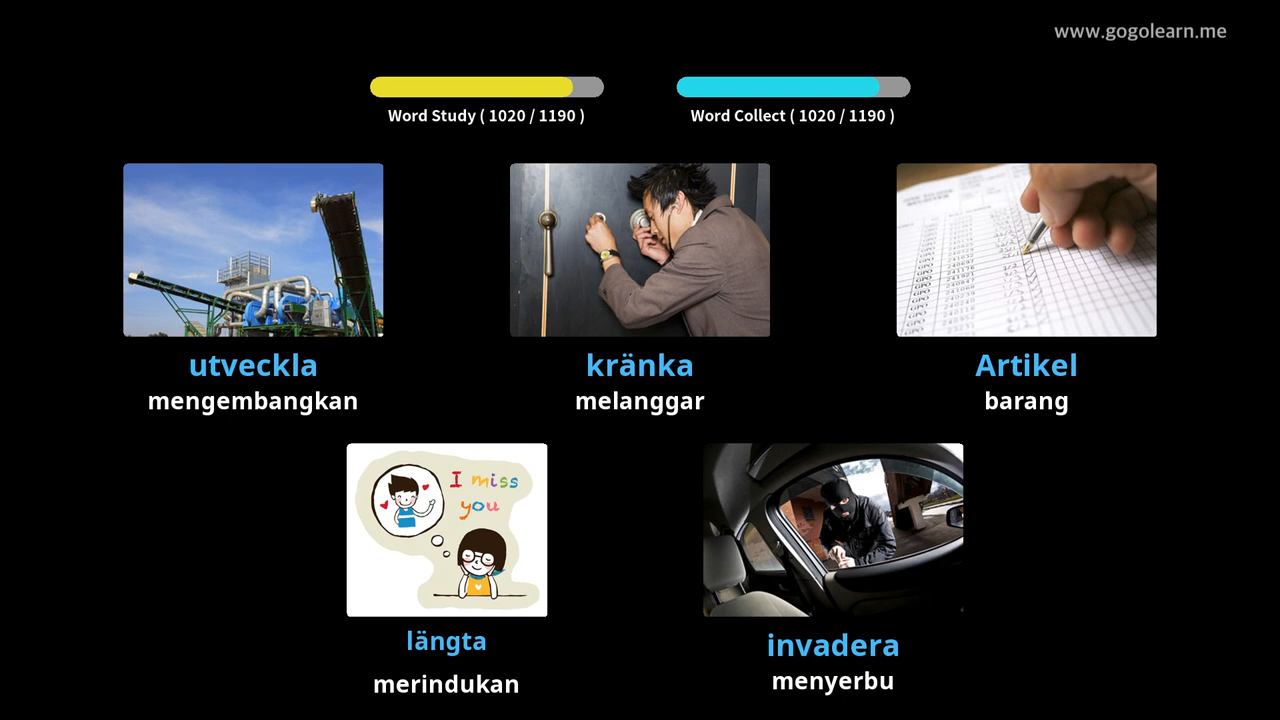 www.gogolearn.me
Word Study ( 1020 / 1190 )
Word Collect ( 1020 / 1190 )
utveckla
mengembangkan
kränka
melanggar
Artikel
barang
I miss
you
längta
merindukan
invadera
menyerbu